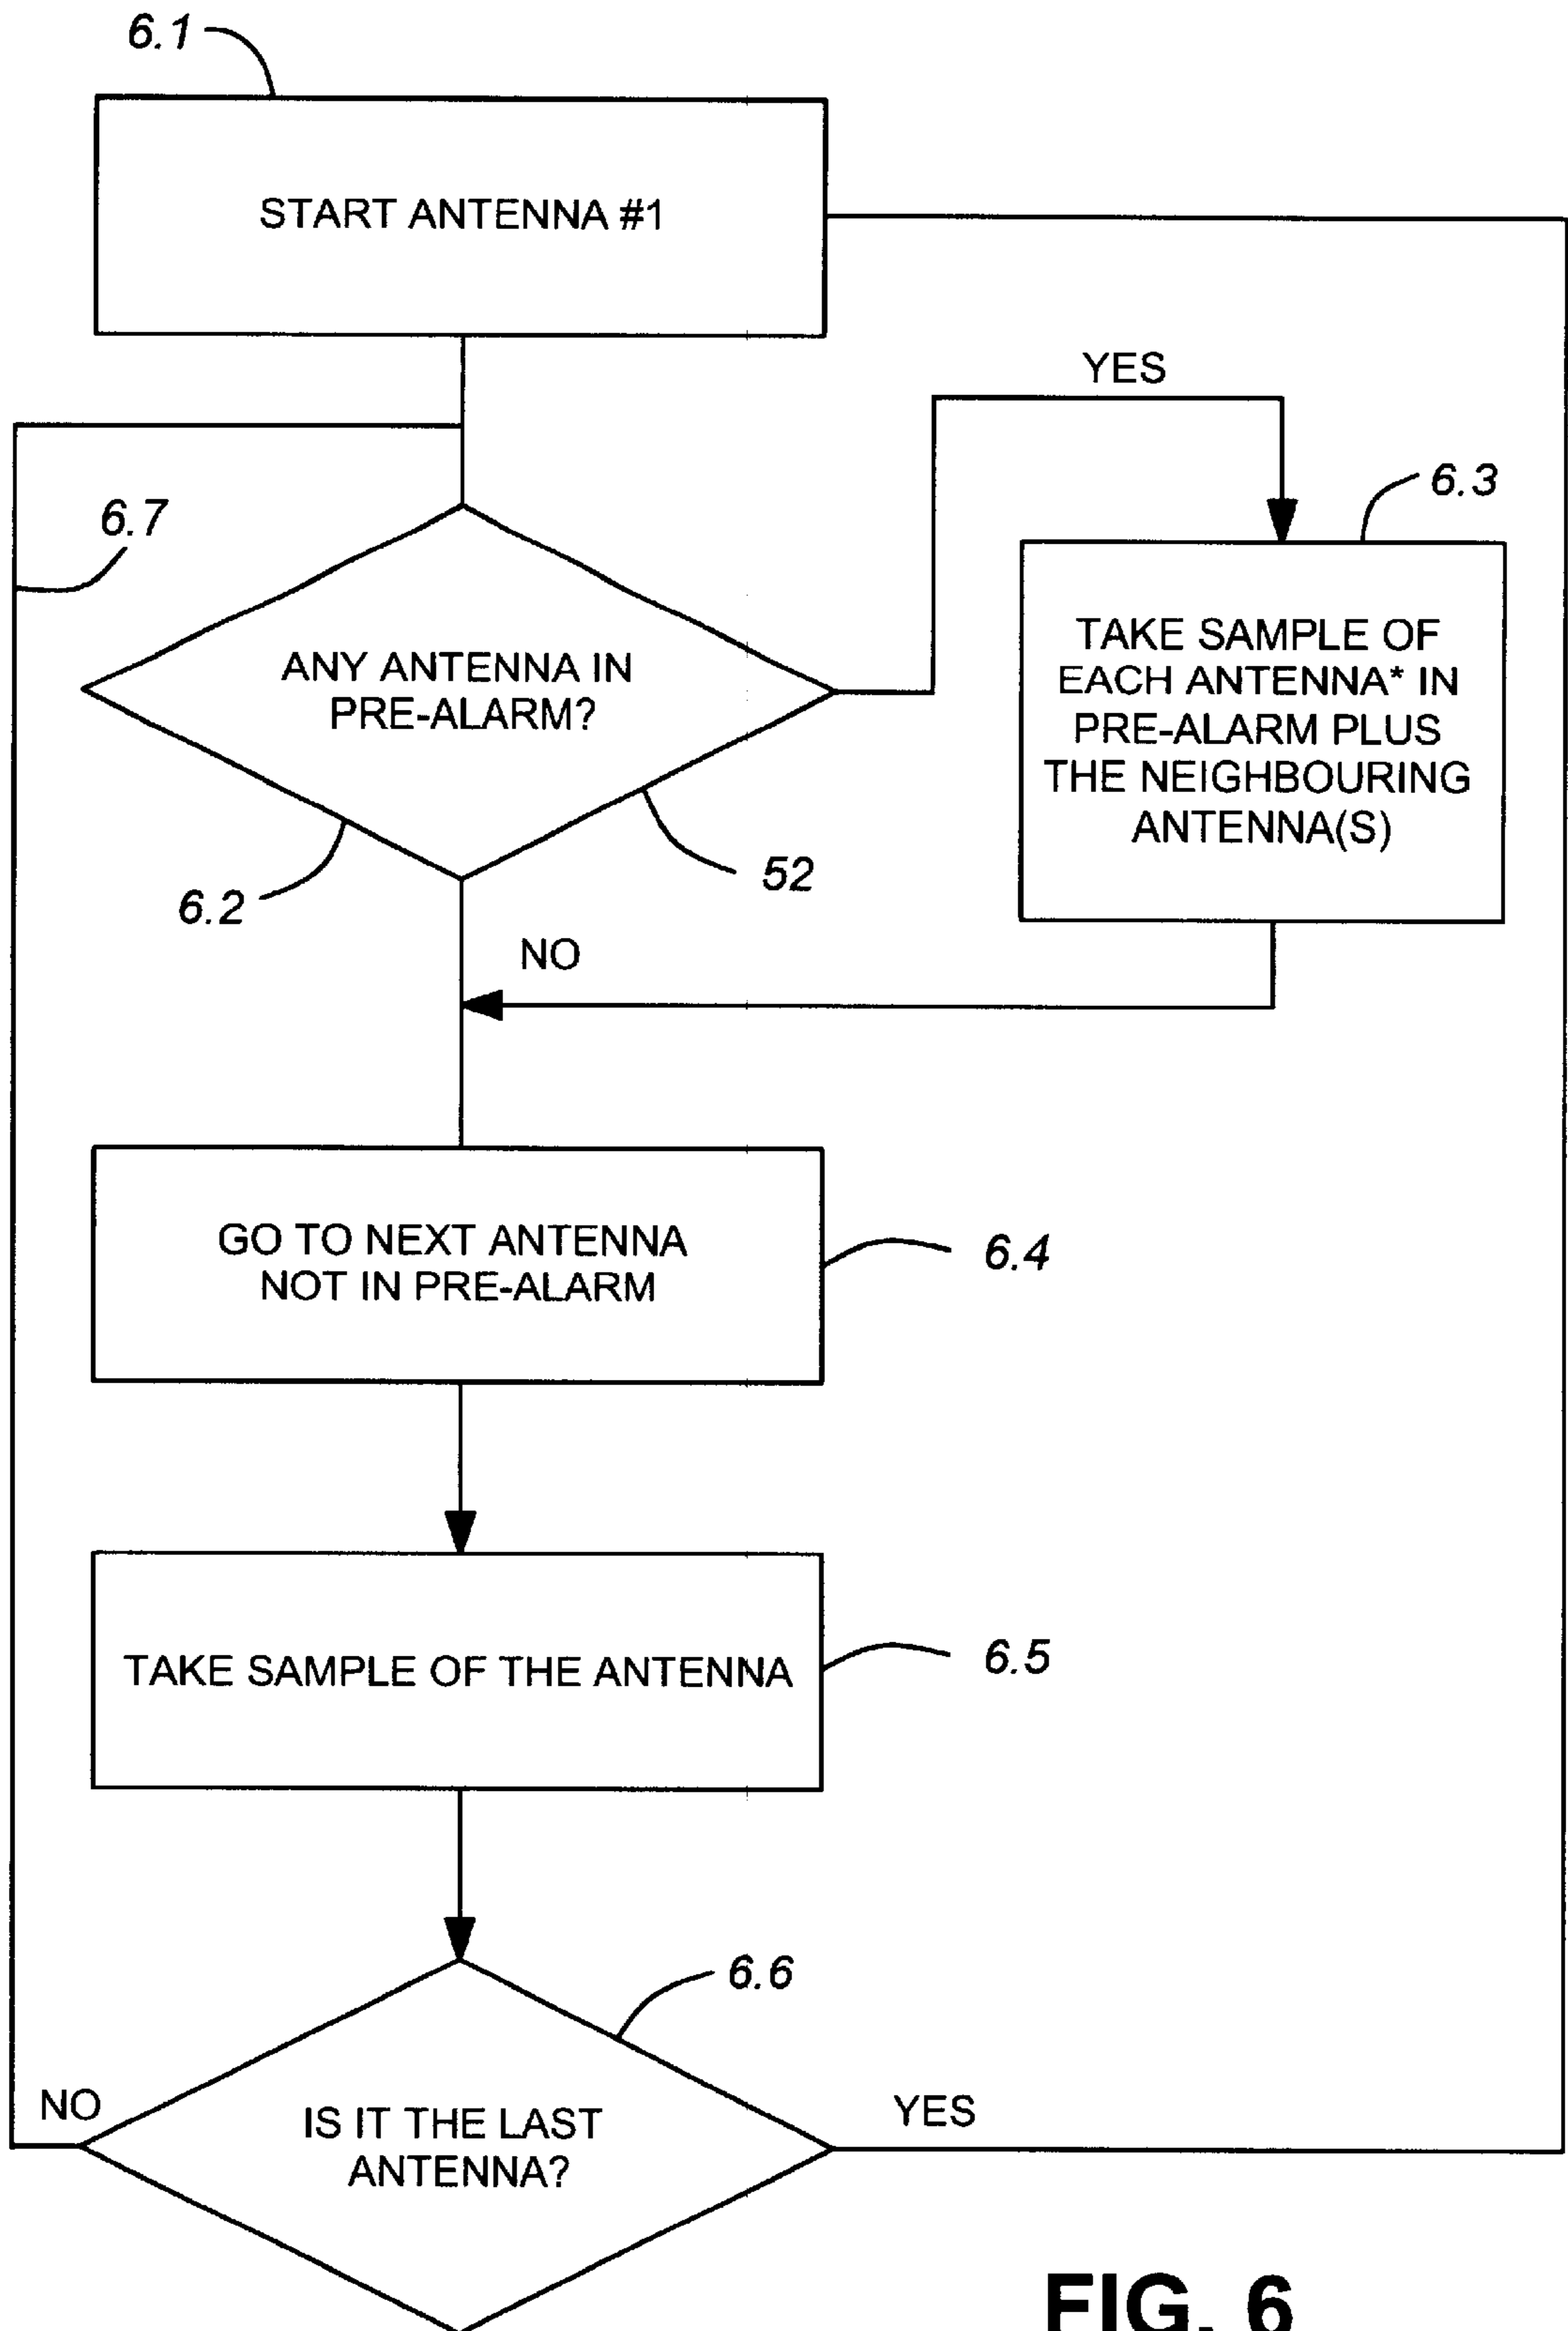 6.1
START ANTENNA #1
YES
6.3
6.7
TAKE SAMPLE OF
EACH ANTENNA* IN
PRE-ALARM PLUS
THE NEIGHBOURING
ANTENNA(S)
ANY ANTENNA IN
PRE-ALARM?
52
6.2
NO
GO TO NEXT ANTENNA
NOT IN PRE-ALARM
6.4
TAKE SAMPLE OF THE ANTENNA
6.5
6.6
NO
IS IT THE LAST
ANTENNA?
YES
FIG. 6